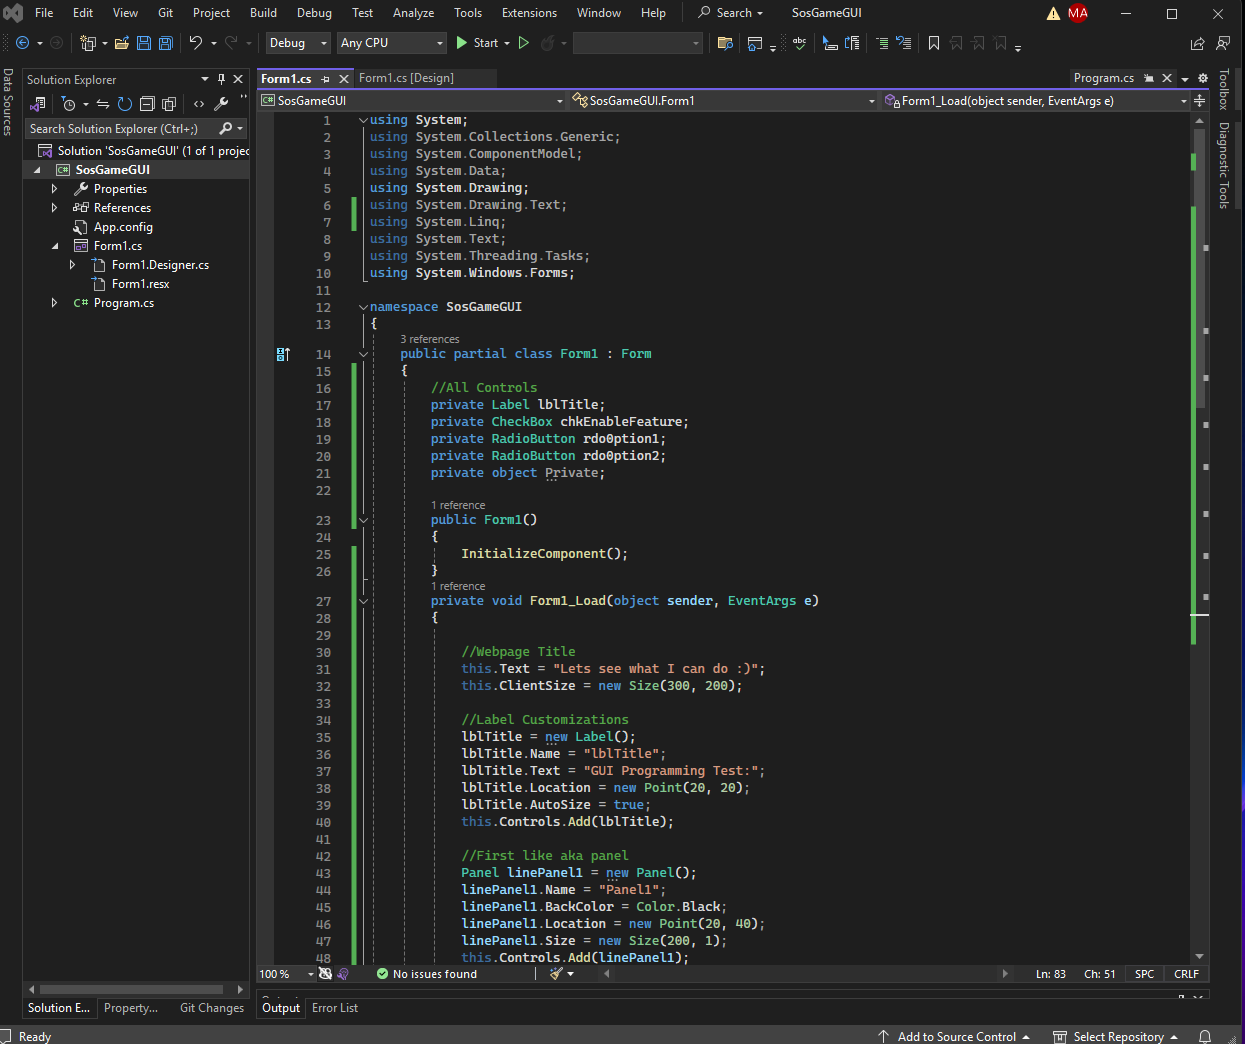 File Edit View Git Project Build Debug Test Analyze Tools Extensions Window Help Search SosGameGUI MA
Debug Any CPU Start
Data Sources
Solution Explorer
Search Solution Explorer (Ctrl+;)
Solution 'SosGameGUI' (1 of 1 projec
SosGameGUI
Properties
References
App.config
Form1.cs
Form1.Designer.cs
Form1.resx
C# Program.cs
Solution E... Property... Git Changes
Form1.cs Form1.cs [Design] Program.cs
C# SosGameGUI SosGameGUI.Form1 Form1_Load(object sender, EventArgs e)
1 using System;
2 using System.Collections.Generic;
3 using System.ComponentModel;
4 using System.Data;
5 using System.Drawing;
6 using System.Drawing.Text;
7 using System.Linq;
8 using System.Text;
9 using System.Threading.Tasks;
10 using System.Windows.Forms;
11
12 namespace SosGameGUI
13 {
3 references
14 public partial class Form1 : Form
15 {
16 //All Controls
17 private Label lblTitle;
18 private CheckBox chkEnableFeature;
19 private RadioButton rdo0ption1;
20 private RadioButton rdo0ption2;
21 private object Private;
22
1 reference
23 public Form1()
24 {
25 InitializeComponent();
26 }
1 reference
27 private void Form1_Load(object sender, EventArgs e)
28 {
29
30 //Webpage Title
31 this.Text = "Lets see what I can do :)";
32 this.ClientSize = new Size(300, 200);
33
34 //Label Customizations
35 lblTitle = new Label();
36 lblTitle.Name = "lblTitle";
37 lblTitle.Text = "GUI Programming Test:";
38 lblTitle.Location = new Point(20, 20);
39 lblTitle.AutoSize = true;
40 this.Controls.Add(lblTitle);
41
42 //First like aka panel
43 Panel linePanel1 = new Panel();
44 linePanel1.Name = "Panel1";
45 linePanel1.BackColor = Color.Black;
46 linePanel1.Location = new Point(20, 40);
47 linePanel1.Size = new Size(200, 1);
48 this.Controls.Add(linePanel1);
100 % No issues found Ln: 83 Ch: 51 SPC CRLF
Output Error List
Toolbox
Diagnostic Tools
Ready Add to Source Control Select Repository